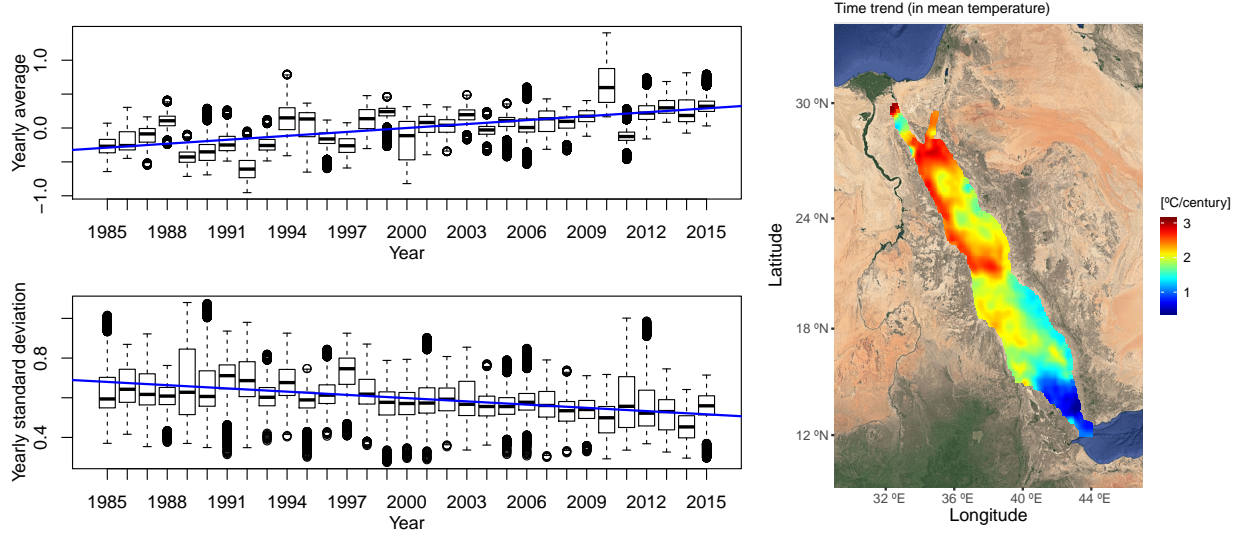 Yearly average
1.0
0.0
−1.0
1985 1988 1991 1994 1997 2000 2003 2006 2009 2012 2015
Year
Yearly standard deviation
0.8
0.4
1985 1988 1991 1994 1997 2000 2003 2006 2009 2012 2015
Year
Time trend (in mean temperature)
Latitude
30 ºN
24 ºN
18 ºN
12 ºN
32 ºE 36 ºE 40 ºE 44 ºE
Longitude
[ºC/century]
3
2
1